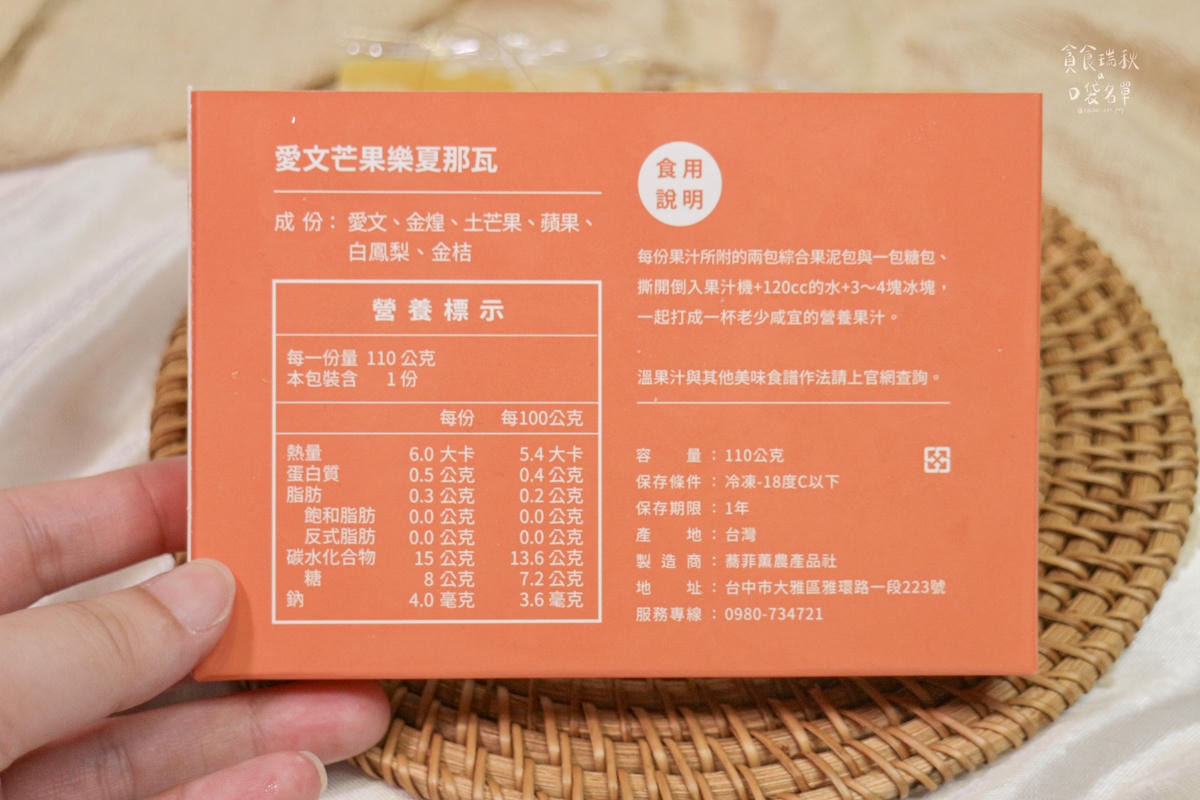 貪食瑞秋
の
口袋名單
愛文芒果樂夏那瓦
成份：愛文、金煌、土芒果、蘋果、
白鳳梨、金桔
營養標示
每一份量 110 公克
本包裝含 1 份
每份 每100公克
熱量 6.0 大卡 5.4 大卡
蛋白質 0.5 公克 0.4 公克
脂肪 0.3 公克 0.2 公克
飽和脂肪 0.0 公克 0.0 公克
反式脂肪 0.0 公克 0.0 公克
碳水化合物 15 公克 13.6 公克
糖 8 公克 7.2 公克
鈉 4.0 毫克 3.6 毫克
食用
說明
每份果汁所附的兩包綜合果泥包與一包糖包、
撕開倒入果汁機+120cc的水+3～4塊冰塊，
一起打成一杯老少咸宜的營養果汁。
溫果汁與其他美味食譜作法請上官網查詢。
容量：110公克
保存條件：冷凍-18度C以下
保存期限：1年
產地：台灣
製造商：蕎菲薰農產品社
地址：台中市大雅區雅環路一段223號
服務專線：0980-734721